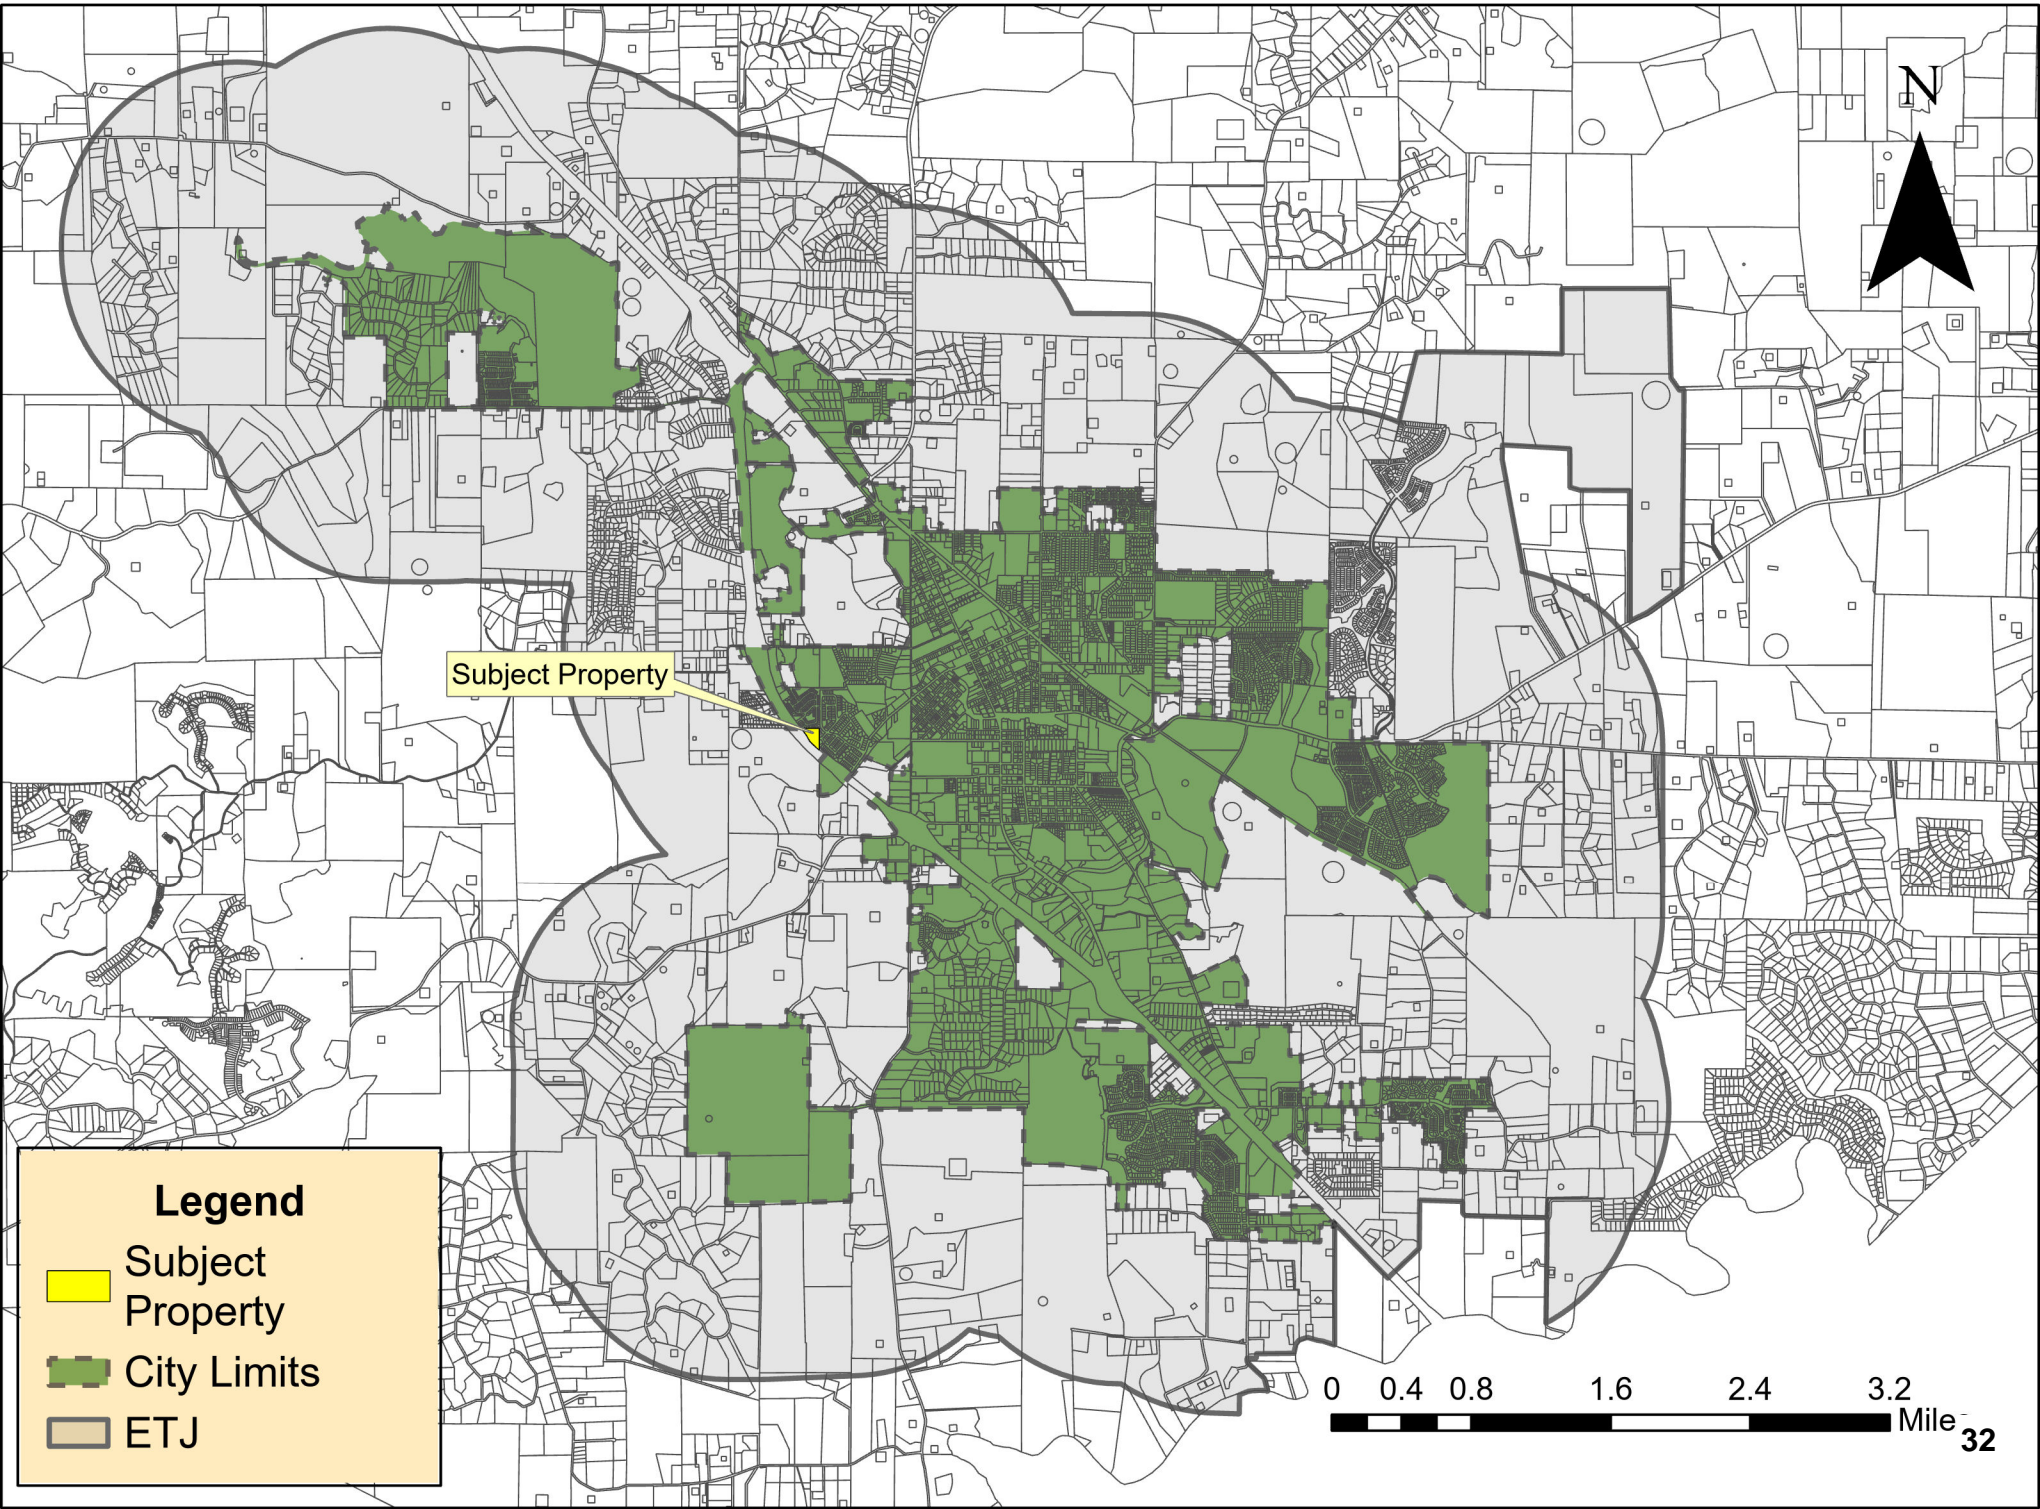 N
Subject Property
Legend
Subject
Property
City Limits
ETJ
0 0.4 0.8 1.6 2.4 3.2
Mile
32